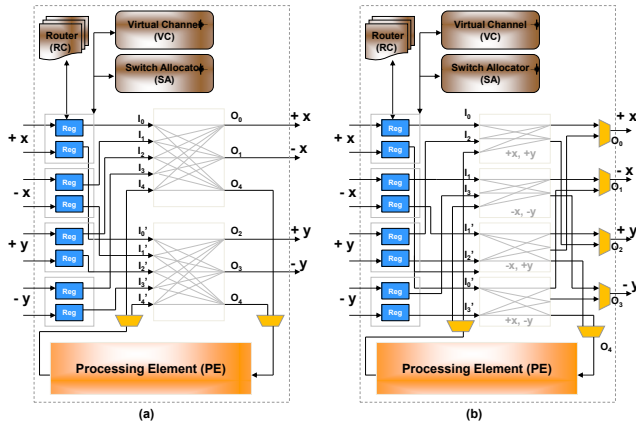 Router
(RC)
Virtual Channel
(VC)
Switch Allocator
(SA)
+ x
Reg
Reg
- x
Reg
Reg
+ y
Reg
Reg
- y
Reg
Reg
I0
I1
I2
I3
I4
I0'
I1'
I2'
I3'
I4'
O0
+ x
O1
- x
O4
O2
+ y
O3
- y
O4
Processing Element (PE)
(a)
Router
(RC)
Virtual Channel
(VC)
Switch Allocator
(SA)
+ x
Reg
Reg
- x
Reg
Reg
+ y
Reg
Reg
- y
Reg
Reg
I0
I2
+x, +y
I1
I3
-x, -y
I1'
I2'
-x, +y
I0'
I3'
+x, -y
+ x
O0
- x
O1
+ y
O2
- y
O3
O4
Processing Element (PE)
(b)